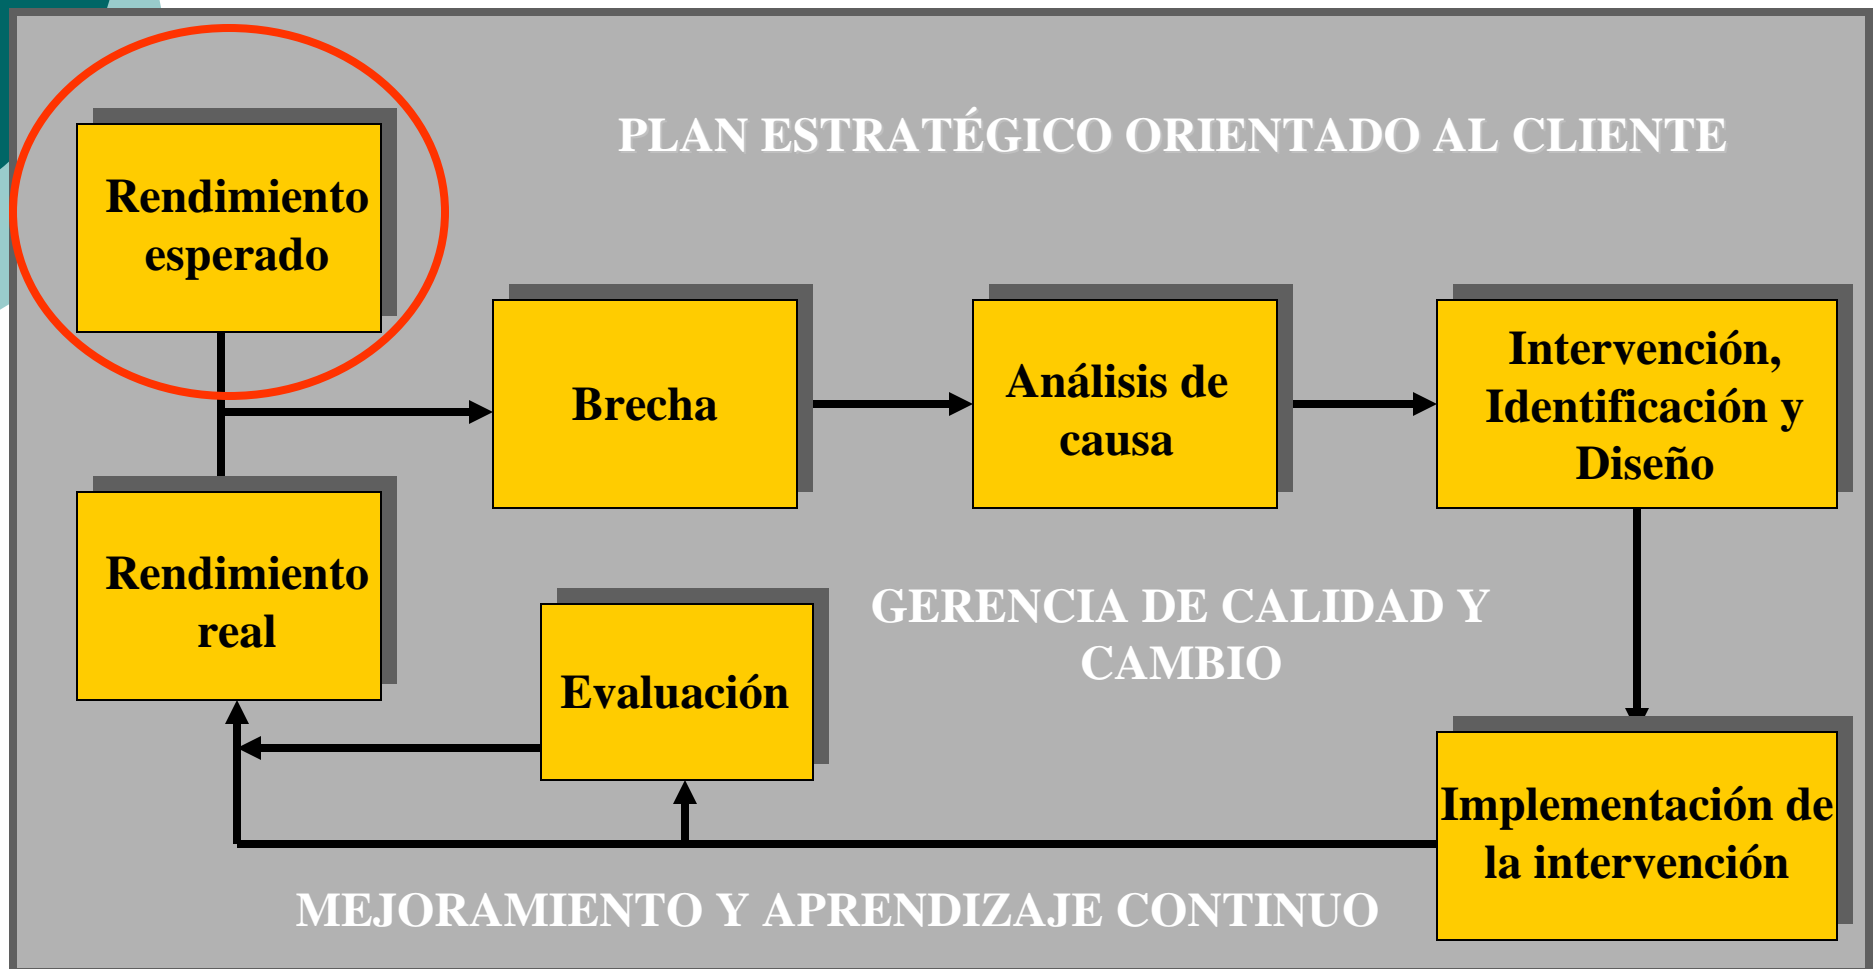 PLAN ESTRATÉGICO ORIENTADO AL CLIENTE
Rendimiento
esperado
Brecha
Análisis de
causa
Intervención,
Identificación y
Diseño
Rendimiento
real
Evaluación
GERENCIA DE CALIDAD Y
CAMBIO
Implementación de
la intervención
MEJORAMIENTO Y APRENDIZAJE CONTINUO